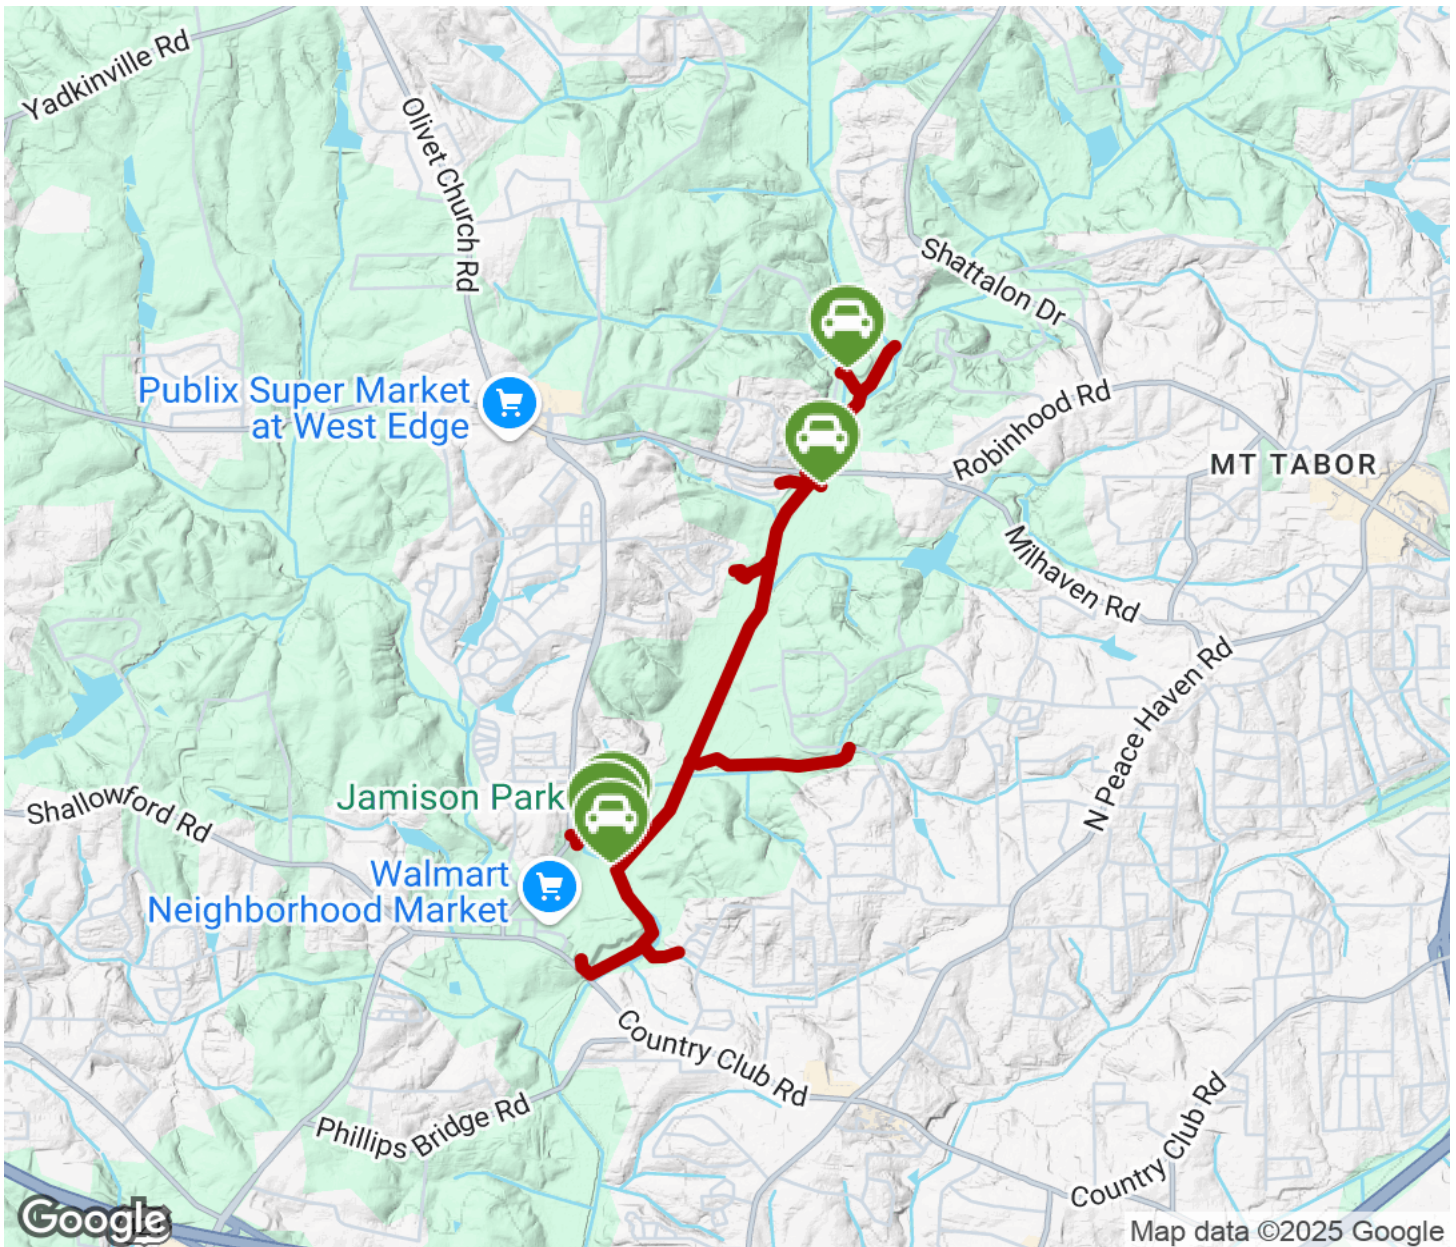 Yadkinville Rd
Olivet Church Rd
Shattalon Dr
Publix Super Market
at West Edge
Robinhood Rd
MT TABOR
Milhaven Rd
N Peace Haven Rd
Jamison Park
Shallowford Rd
Walmart
Neighborhood Market
Country Club Rd
Phillips Bridge Rd
Country Club Rd
Google
Map data ©2025 Google